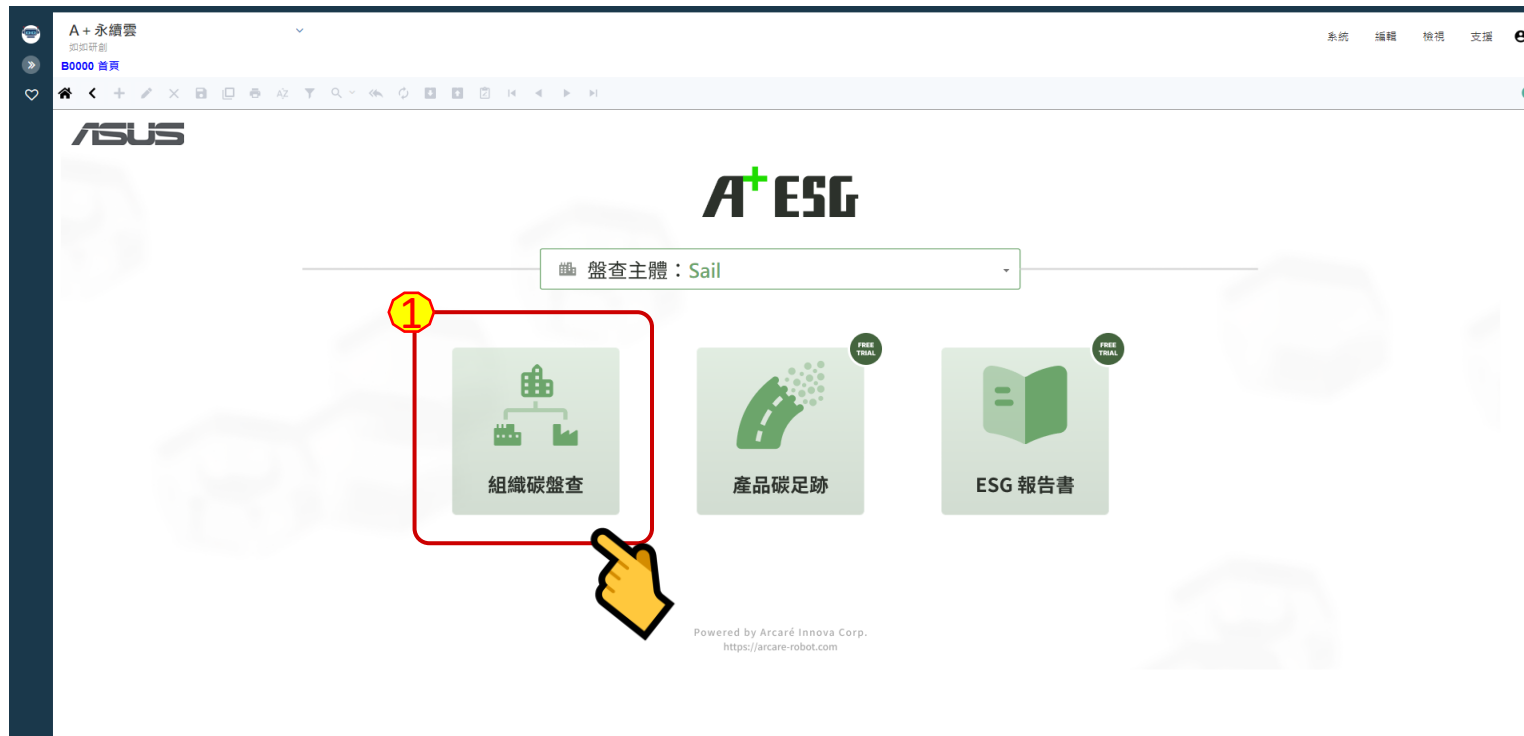 A + 永續雲
如如研創
系統 編輯 檢視 支援
B0000 首頁
ASUS
A+ ESG
盤查主體：Sail
1
FREE TRIAL
FREE TRIAL
組織碳盤查
產品碳足跡
ESG 報告書
Powered by Arcaré Innova Corp.
https://arcare-robot.com